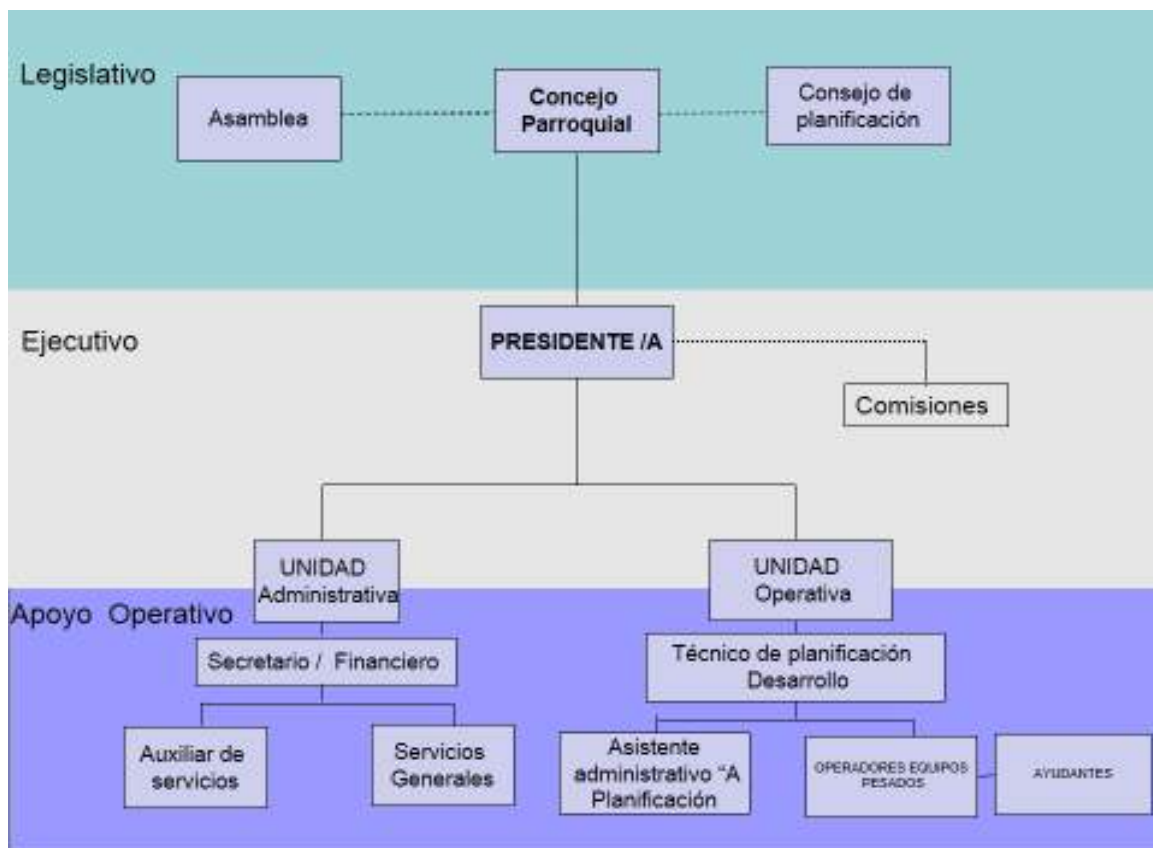 Legislativo
Asamblea
Concejo
Parroquial
Consejo de
planificación
Ejecutivo
PRESIDENTE /A
Comisiones
UNIDAD
Administrativa
UNIDAD
Operativa
Apoyo Operativo
Secretario / Financiero
Técnico de planificación
Desarrollo
Auxiliar de
servicios
Servicios
Generales
Asistente
administrativo “A
Planificación
OPERADORES EQUIPOS
PESADOS
AYUDANTES